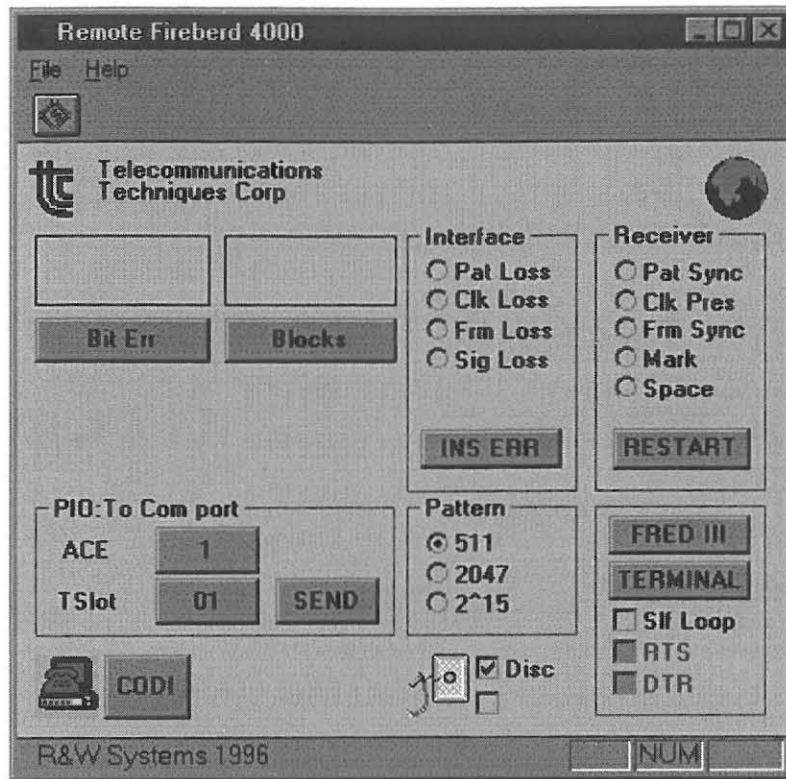 Remote Fireberd 4000
File Help
ttc
Telecommunications
Techniques Corp
Interface
Pat Loss
Clk Loss
Frm Loss
Sig Loss
INS ERR
Receiver
Pat Sync
Clk Pres
Frm Sync
Mark
Space
RESTART
Bit Err
Blocks
PIO:To Com port
ACE 1
TSlot 01 SEND
Pattern
511
2047
2^15
FRED III
TERMINAL
Slf Loop
RTS
DTR
CODI
Disc
R&W Systems 1996
NUM